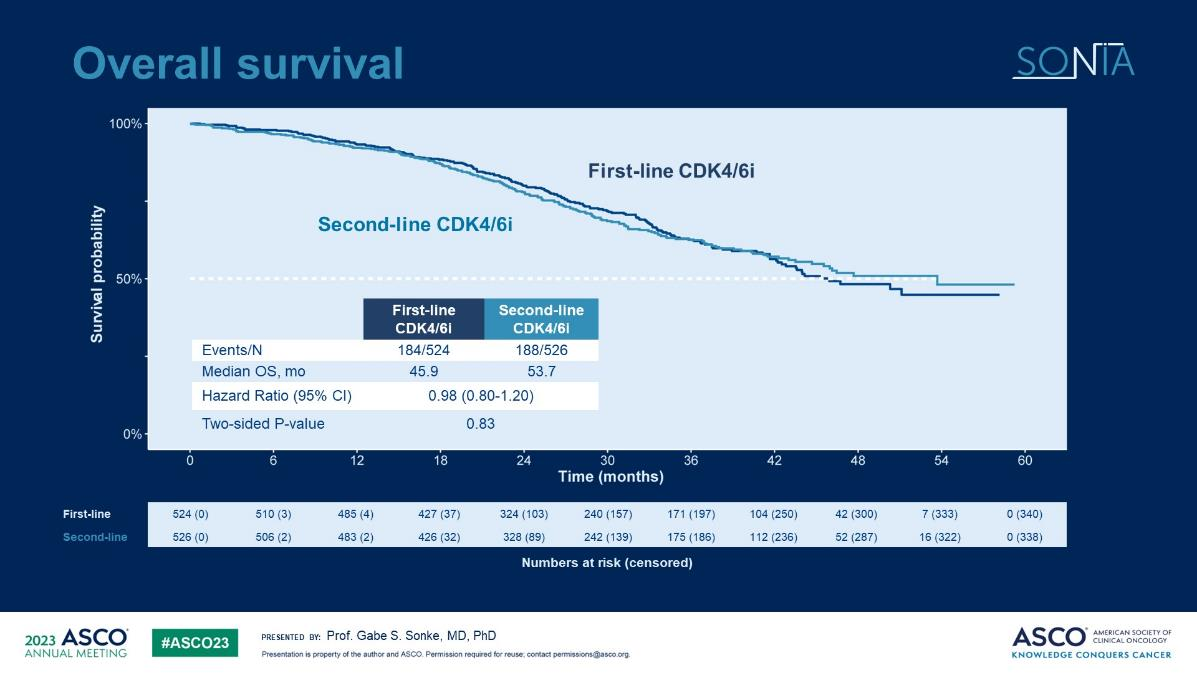 Overall survival
SONIA
100%
50%
0%
Survival probability
First-line CDK4/6i
Second-line CDK4/6i
First-line CDK4/6i Second-line CDK4/6i
Events/N 184/524 188/526
Median OS, mo 45.9 53.7
Hazard Ratio (95% CI) 0.98 (0.80-1.20)
Two-sided P-value 0.83
0 6 12 18 24 30 36 42 48 54 60
Time (months)
First-line 524 (0) 510 (3) 485 (4) 427 (37) 324 (103) 240 (157) 171 (197) 104 (250) 42 (300) 7 (333) 0 (340)
Second-line 526 (0) 506 (2) 483 (2) 426 (32) 328 (89) 242 (139) 175 (186) 112 (236) 52 (287) 16 (322) 0 (338)
Numbers at risk (censored)
2023 ASCO
ANNUAL MEETING
#ASCO23
PRESENTED BY: Prof. Gabe S. Sonke, MD, PhD
Presentation is property of the author and ASCO. Permission required for reuse; contact permissions@asco.org.
ASCO AMERICAN SOCIETY OF
CLINICAL ONCOLOGY
KNOWLEDGE CONQUERS CANCER